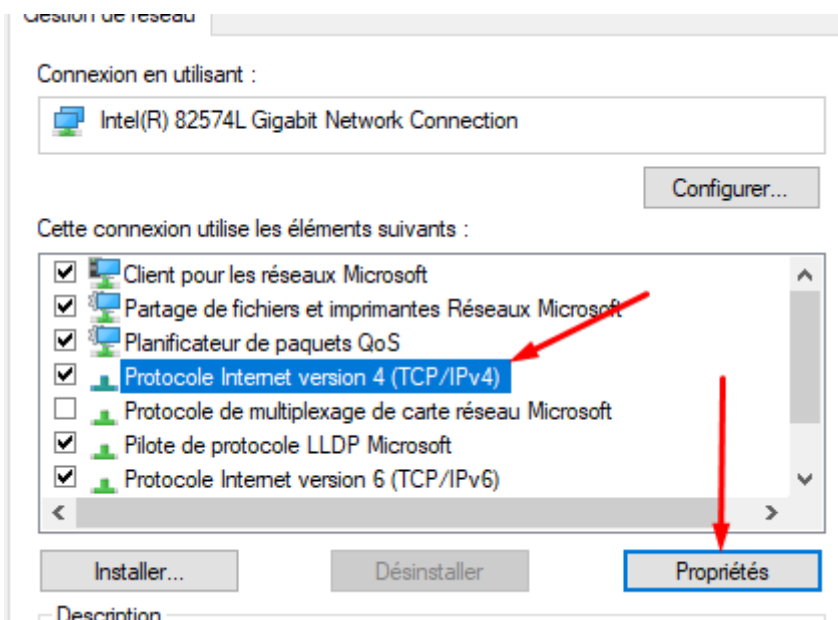 Gestion de réseau
Connexion en utilisant :
Intel(R) 82574L Gigabit Network Connection
Configurer...
Cette connexion utilise les éléments suivants :
Client pour les réseaux Microsoft
Partage de fichiers et imprimantes Réseaux Microsoft
Planificateur de paquets QoS
Protocole Internet version 4 (TCP/IPv4)
Protocole de multiplexage de carte réseau Microsoft
Pilote de protocole LLDP Microsoft
Protocole Internet version 6 (TCP/IPv6)
Installer...
Désinstaller
Propriétés
Description